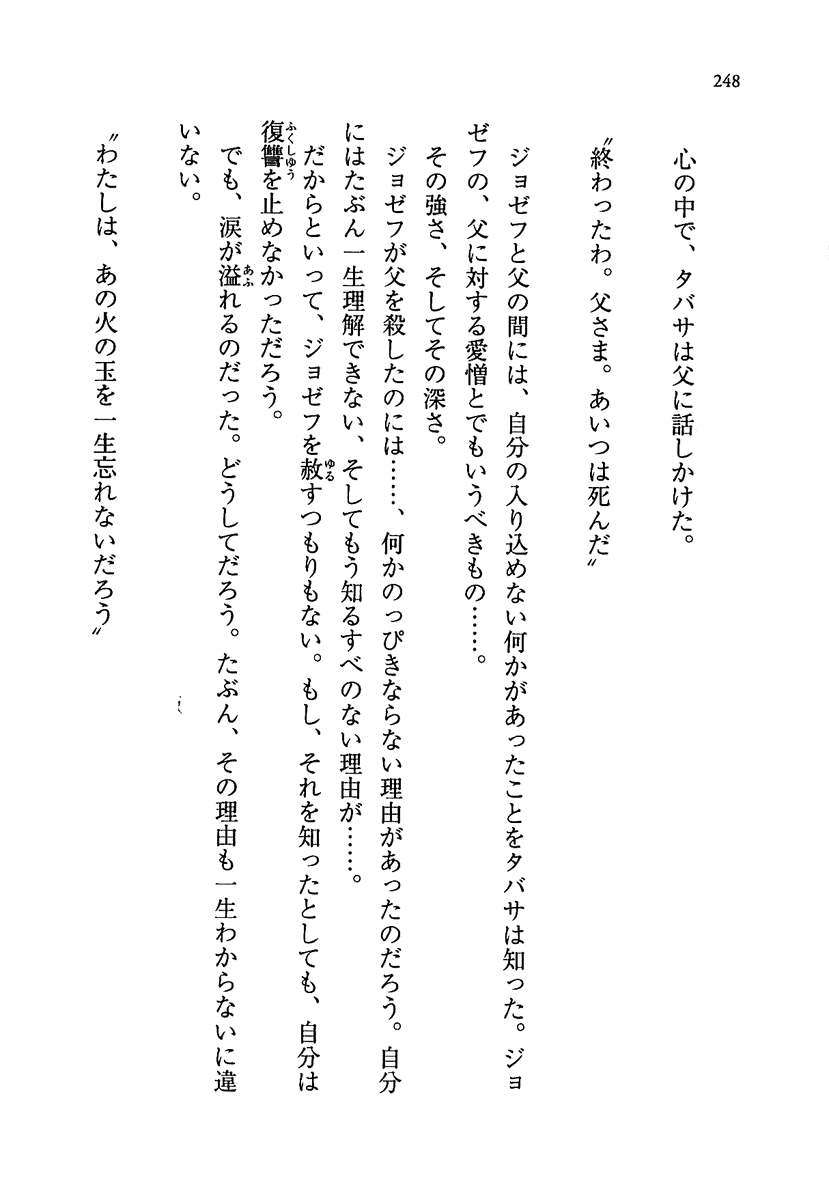 248
心の中で、タバサは父に話しかけた。
〝終わったわ。父さま。あいつは死んだ〟
ジョゼフと父の間には、自分の入り込めない何かがあったことをタバサは知った。ジョ
ゼフの、父に対する愛憎とでもいうべきもの……。
その強さ、そしてその深さ。
ジョゼフが父を殺したのには……、何かのっぴきならない理由があったのだろう。自分
にはたぶん一生理解できない、そしてもう知るすべのない理由が……。
だからといって、ジョゼフを赦すつもりもない。もし、それを知ったとしても、自分は
復讐を止めなかっただろう。
でも、涙が溢れるのだった。どうしてだろう。たぶん、その理由も一生わからないに違
いない。
〝わたしは、あの火の玉を一生忘れないだろう〟